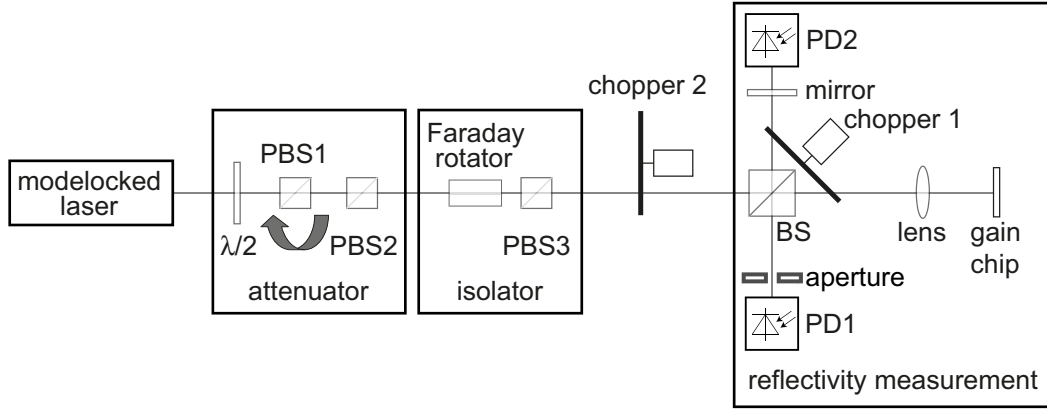 modelocked
laser
λ/2
PBS1
PBS2
attenuator
Faraday
rotator
PBS3
isolator
chopper 2
PD2
mirror
chopper 1
BS
lens
gain
chip
aperture
PD1
reflectivity measurement